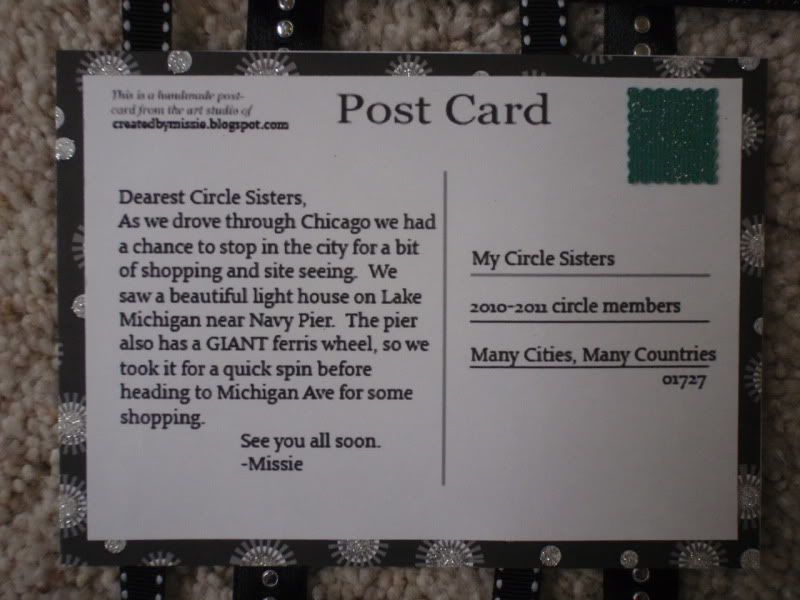 This is a handmade post-
card from the art studio of
createdbymissie.blogspot.com
Post Card
Dearest Circle Sisters,
As we drove through Chicago we had
a chance to stop in the city for a bit
of shopping and site seeing. We
saw a beautiful light house on Lake
Michigan near Navy Pier. The pier
also has a GIANT ferris wheel, so we
took it for a quick spin before
heading to Michigan Ave for some
shopping.
See you all soon.
-Missie
My Circle Sisters
2010-2011 circle members
Many Cities, Many Countries
01727